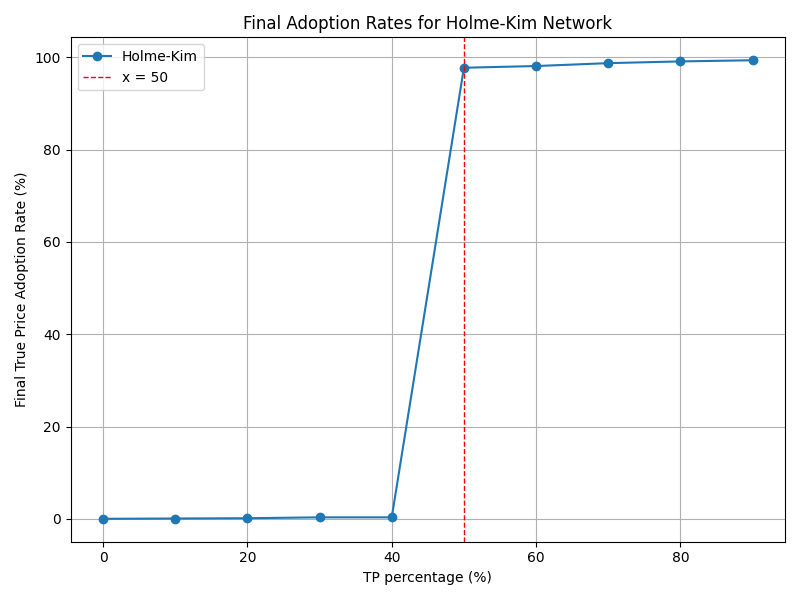 Final Adoption Rates for Holme-Kim Network
Holme-Kim
x = 50
Final True Price Adoption Rate (%)
100
80
60
40
20
0
0 20 40 60 80
TP percentage (%)